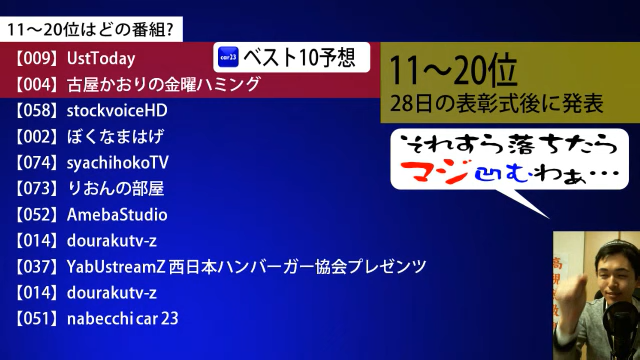 11～20位はどの番組?
【009】UstToday
【004】古屋かおりの金曜ハミング
【058】stockvoiceHD
【002】ぼくなまはげ
【074】syachihokoTV
【073】りおんの部屋
【052】AmebaStudio
【014】dourakutv-z
【037】YabUstreamZ 西日本ハンバーガー協会プレゼンツ
【014】dourakutv-z
【051】nabecchi car 23
car23 ベスト10予想
11～20位
28日の表彰式後に発表
それすら落ちたら
マジ凹むわぁ…